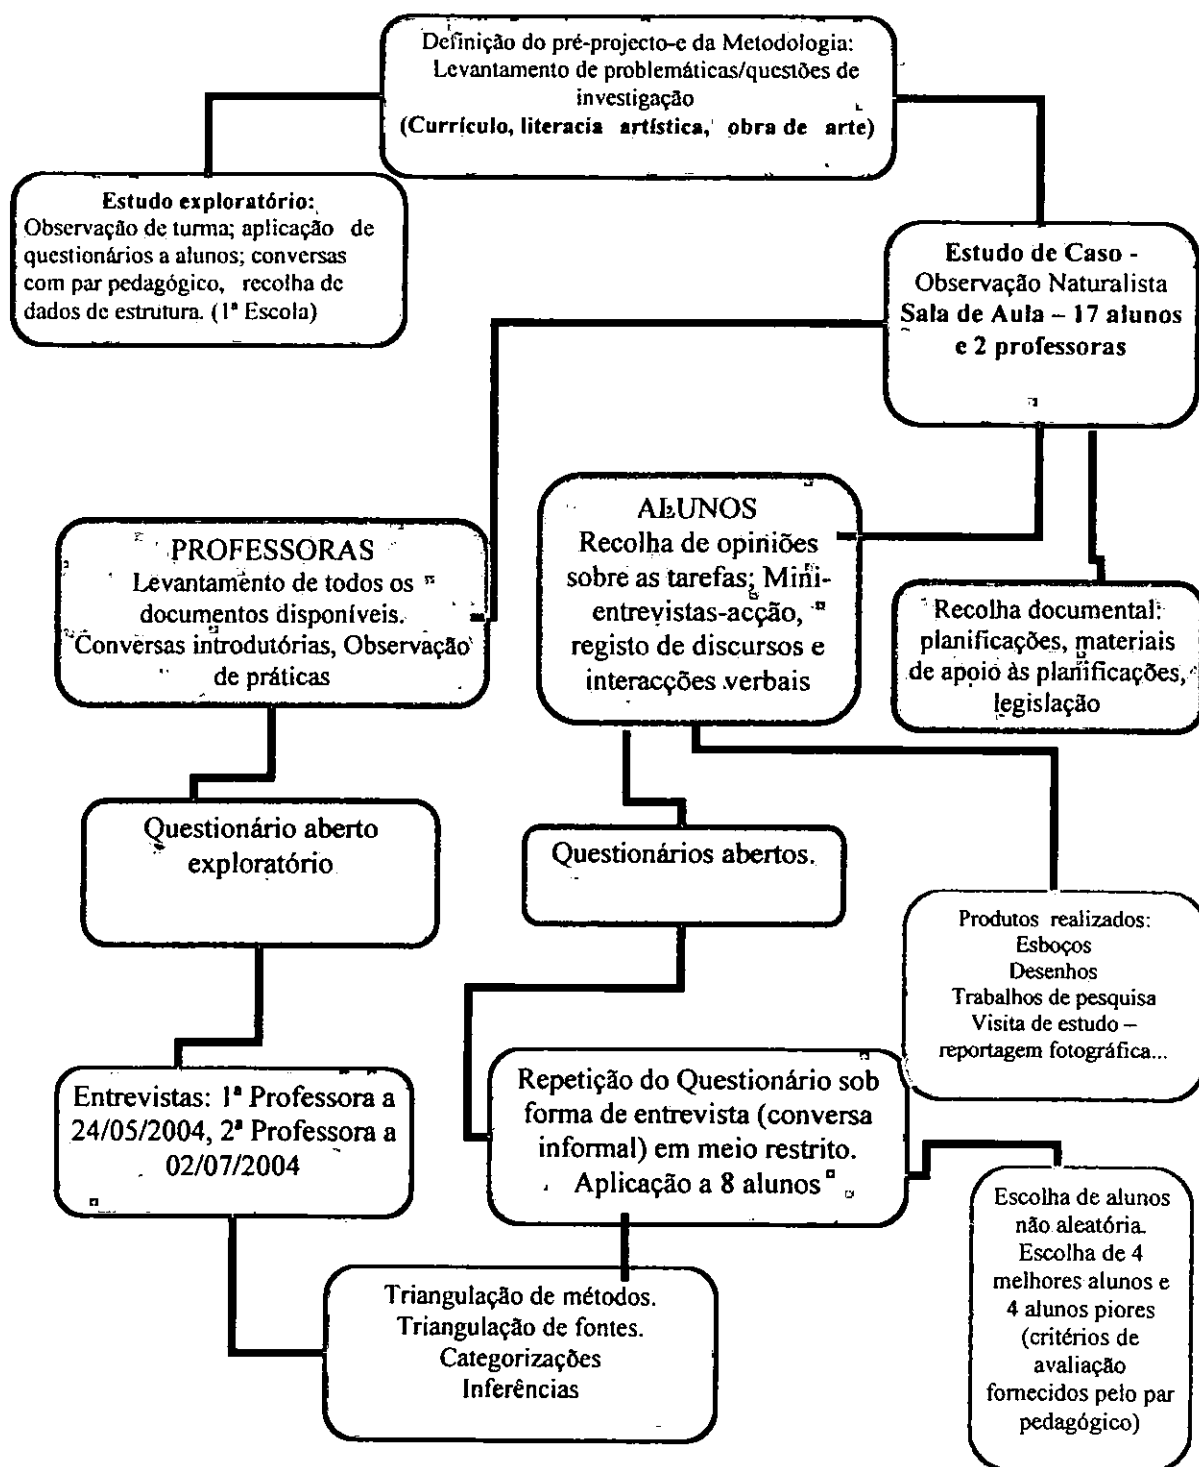 Definição do pré-projecto-e da Metodologia:
Levantamento de problemáticas/questões de
investigação
(Currículo, literacia artística, obra de arte)
Estudo exploratório:
Observação de turma; aplicação de
questionários a alunos; conversas
com par pedagógico, recolha de
dados de estrutura. (1ª Escola)
Estudo de Caso -
Observação Naturalista
Sala de Aula – 17 alunos
e 2 professoras
PROFESSORAS
Levantamento de todos os
documentos disponíveis.
Conversas introdutórias, Observação
de práticas
ALUNOS
Recolha de opiniões
sobre as tarefas; Mini-
entrevistas-acção,
registo de discursos e
interacções verbais
Recolha documental:
planificações, materiais
de apoio às planificações,
legislação
Questionário aberto
exploratório
Questionários abertos.
Produtos realizados:
Esboços
Desenhos
Trabalhos de pesquisa
Visita de estudo –
reportagem fotográfica...
Entrevistas: 1ª Professora a
24/05/2004, 2ª Professora a
02/07/2004
Repetição do Questionário sob
forma de entrevista (conversa
informal) em meio restrito.
Aplicação a 8 alunos
Escolha de alunos
não aleatória.
Escolha de 4
melhores alunos e
4 alunos piores
(critérios de
avaliação
fornecidos pelo par
pedagógico)
Triangulação de métodos.
Triangulação de fontes.
Categorizações
Inferências